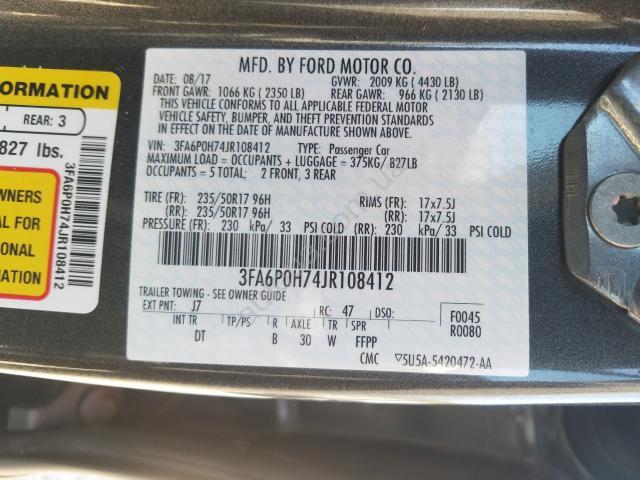 MFD. BY FORD MOTOR CO.
DATE: 08/17 GVWR: 2009 KG ( 4430 LB)
FRONT GAWR: 1066 KG ( 2350 LB) REAR GAWR: 966 KG ( 2130 LB)
THIS VEHICLE CONFORMS TO ALL APPLICABLE FEDERAL MOTOR
VEHICLE SAFETY, BUMPER, AND THEFT PREVENTION STANDARDS
IN EFFECT ON THE DATE OF MANUFACTURE SHOWN ABOVE.
VIN: 3FA6P0H74JR108412 TYPE: Passenger Car
MAXIMUM LOAD = OCCUPANTS + LUGGAGE = 375KG/ 827LB
OCCUPANTS = 5 TOTAL; 2 FRONT, 3 REAR
TIRE (FR): 235/50R17 96H RIMS (FR): 17x7.5J
(RR): 235/50R17 96H (RR): 17x7.5J
PRESSURE (FR): 230 kPa/ 33 PSI COLD (RR): 230 kPa/ 33 PSI COLD
3FA6P0H74JR108412
TRAILER TOWING - SEE OWNER GUIDE
EXT PNT: J7 RC: 47 DSO: F0045
INT TR TP/PS R AXLE TR SPR R0080
DT B 30 W FFPP
CMC 5U5A-5420472-AA
ORMATION
REAR: 3
827 lbs.
WNERS
AL FOR
ONAL
ATION
3FA6P0H74JR108412